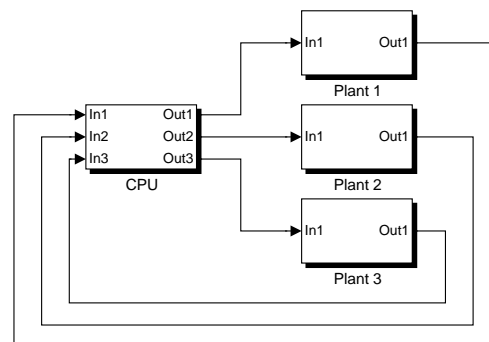 In1 Out1
Plant 1
In1 Out1
In2 Out2
In3 Out3
CPU
In1 Out1
Plant 2
In1 Out1
Plant 3